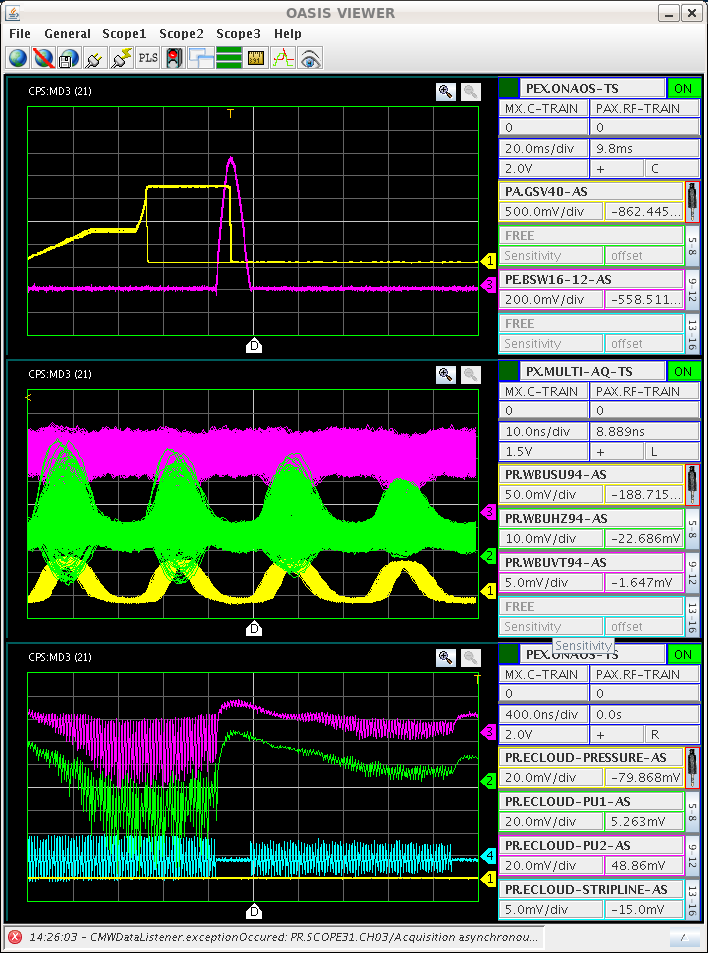 OASIS VIEWER
File General Scope1 Scope2 Scope3 Help
PLS
CPS:MD3 (21)
T
1
3
D
PEX.ONAOS-TS ON
MX.C-TRAIN PAX.RF-TRAIN
0 0
20.0ms/div 9.8ms
2.0V + C
PA.GSV40-AS
500.0mV/div -862.445...
FREE
Sensitivity offset
5-8
PE.BSW16-12-AS
200.0mV/div -558.511...
9-12
FREE
Sensitivity offset
13-16
CPS:MD3 (21)
<
3
2
1
D
PX.MULTI-AQ-TS ON
MX.C-TRAIN PAX.RF-TRAIN
0 0
10.0ns/div 8.889ns
1.5V + L
PR.WBUSU94-AS
50.0mV/div -188.715...
PR.WBUHZ94-AS
10.0mV/div -22.686mV
5-8
PR.WBUVT94-AS
5.0mV/div -1.647mV
9-12
FREE
Sensitivity offset
13-16
Sensitivity
CPS:MD3 (21)
T
3
2
4
1
D
PEX.ONAOS-TS ON
MX.C-TRAIN PAX.RF-TRAIN
0 0
400.0ns/div 0.0s
2.0V + R
PR.ECLOUD-PRESSURE-AS
20.0mV/div -79.868mV
PR.ECLOUD-PU1-AS
20.0mV/div 5.263mV
5-8
PR.ECLOUD-PU2-AS
20.0mV/div 48.86mV
9-12
PR.ECLOUD-STRIPLINE-AS
5.0mV/div -15.0mV
13-16
14:26:03 - CMWDataListener.exceptionOccured: PR.SCOPE31.CH03/Acquisition asynchronou...